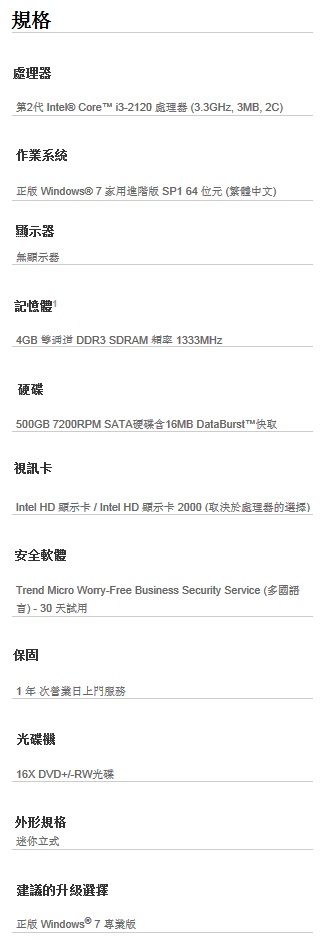 規格
處理器
第2代 Intel® Core™ i3-2120 處理器 (3.3GHz, 3MB, 2C)
作業系統
正版 Windows® 7 家用進階版 SP1 64 位元 (繁體中文)
顯示器
無顯示器
記憶體¹
4GB 雙通道 DDR3 SDRAM 頻率 1333MHz
硬碟
500GB 7200RPM SATA硬碟含16MB DataBurst™快取
視訊卡
Intel HD 顯示卡 / Intel HD 顯示卡 2000 (取決於處理器的選擇)
安全軟體
Trend Micro Worry-Free Business Security Service (多國語
言) - 30 天試用
保固
1 年 次營業日上門服務
光碟機
16X DVD+/-RW光碟
外形規格
迷你立式
建議的升級選擇
正版 Windows® 7 專業版